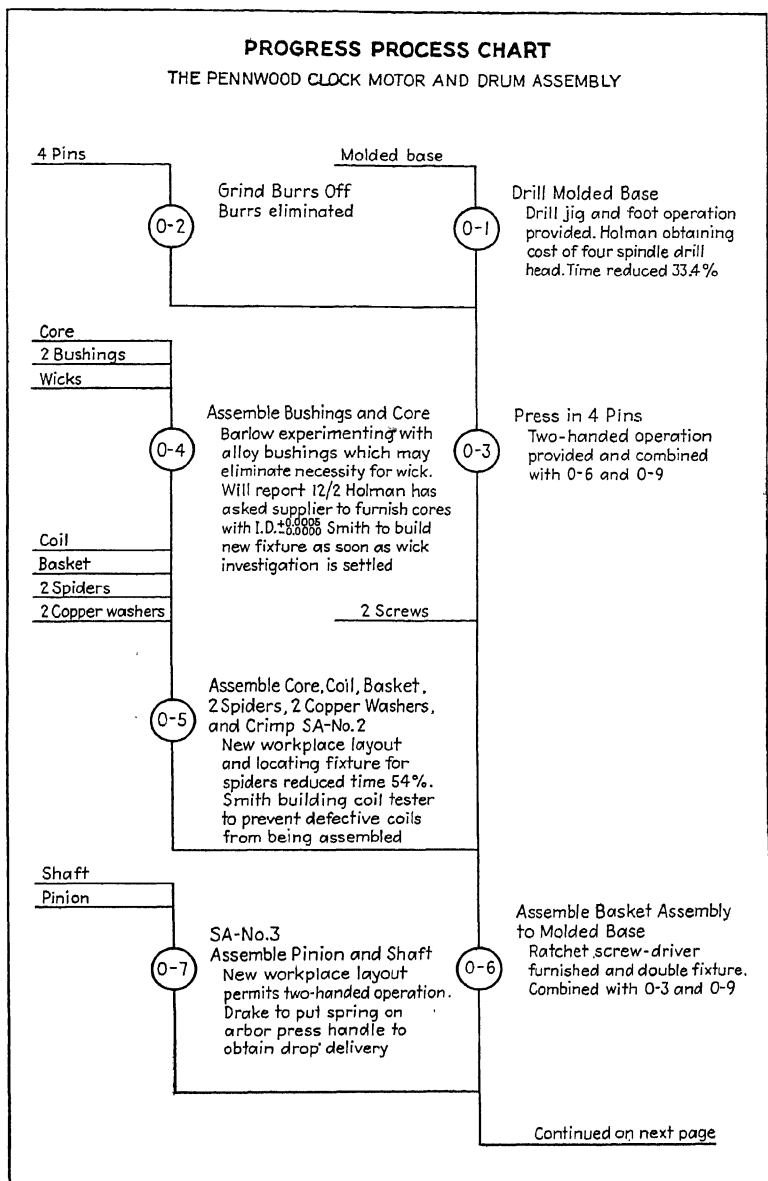 PROGRESS PROCESS CHART
THE PENNWOOD CLOCK MOTOR AND DRUM ASSEMBLY
4 Pins
Molded base
O-2
Grind Burrs Off
Burrs eliminated
O-1
Drill Molded Base
Drill jig and foot operation
provided. Holman obtaining
cost of four spindle drill
head. Time reduced 33.4%
Core
2 Bushings
Wicks
O-4
Assemble Bushings and Core
Barlow experimenting with
alloy bushings which may
eliminate necessity for wick.
Will report 12/2 Holman has
asked supplier to furnish cores
with I.D. +0.0005 -0.0000 Smith to build
new fixture as soon as wick
investigation is settled
O-3
Press in 4 Pins
Two-handed operation
provided and combined
with O-6 and O-9
Coil
Basket
2 Spiders
2 Copper washers
2 Screws
O-5
Assemble Core, Coil, Basket,
2 Spiders, 2 Copper Washers,
and Crimp SA-No.2
New workplace layout
and locating fixture for
spiders reduced time 54%.
Smith building coil tester
to prevent defective coils
from being assembled
Shaft
Pinion
O-7
SA-No.3
Assemble Pinion and Shaft
New workplace layout
permits two-handed operation.
Drake to put spring on
arbor press handle to
obtain drop delivery
O-6
Assemble Basket Assembly
to Molded Base
Ratchet screw-driver
furnished and double fixture.
Combined with O-3 and O-9
Continued on next page